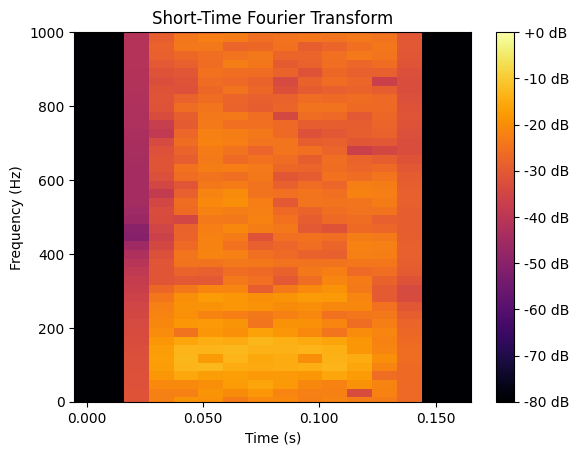 Short-Time Fourier Transform
Frequency (Hz)
1000
800
600
400
200
0
0.000
0.050
0.100
0.150
Time (s)
+0 dB
-10 dB
-20 dB
-30 dB
-40 dB
-50 dB
-60 dB
-70 dB
-80 dB